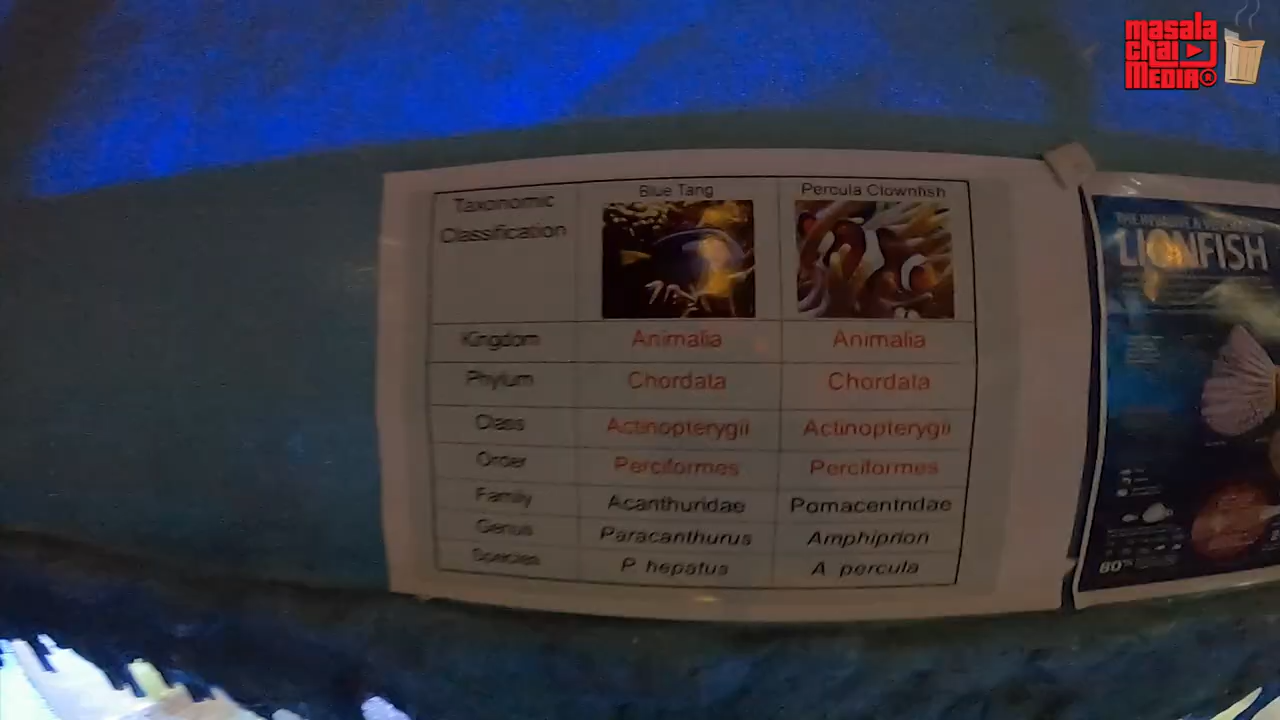 masala
chai
MEDIA®
Taxonomic
Classification
Blue Tang
Percula Clownfish
Kingdom
Animalia
Animalia
Phylum
Chordata
Chordata
Class
Actinopterygii
Actinopterygii
Order
Perciformes
Perciformes
Family
Acanthuridae
Pomacentridae
Genus
Paracanthurus
Amphiprion
Species
P hepatus
A percula
LIONFISH
80%